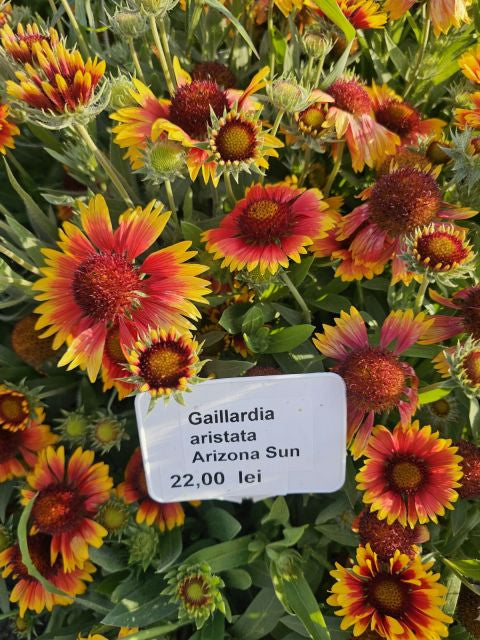 Gaillardia
aristata
Arizona Sun
22,00 lei